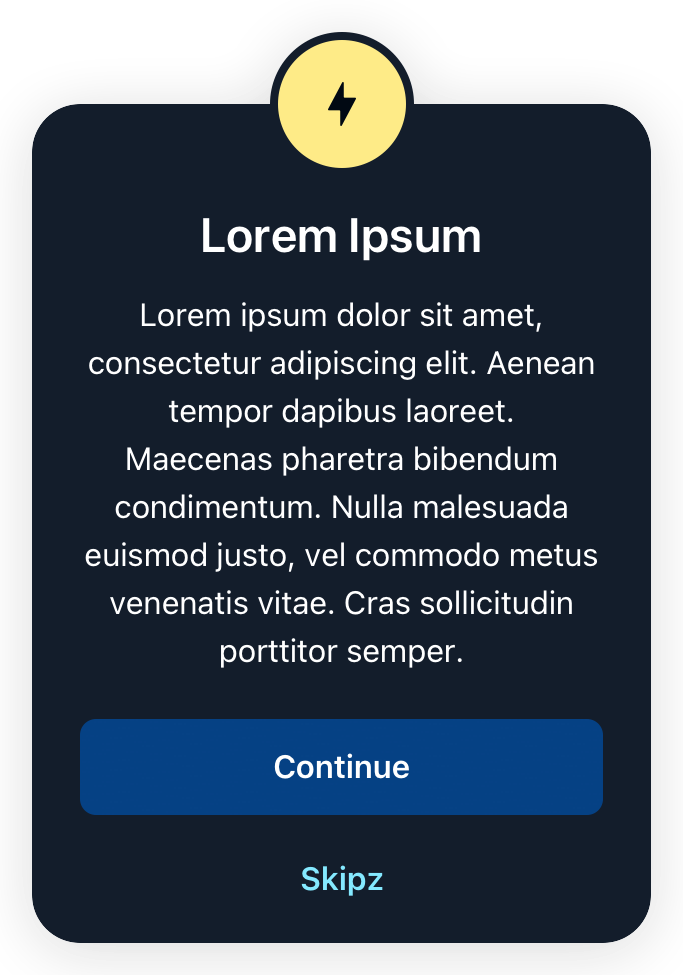 Lorem Ipsum
Lorem ipsum dolor sit amet,
consectetur adipiscing elit. Aenean
tempor dapibus laoreet.
Maecenas pharetra bibendum
condimentum. Nulla malesuada
euismod justo, vel commodo metus
venenatis vitae. Cras sollicitudin
porttitor semper.
Continue
Skipz